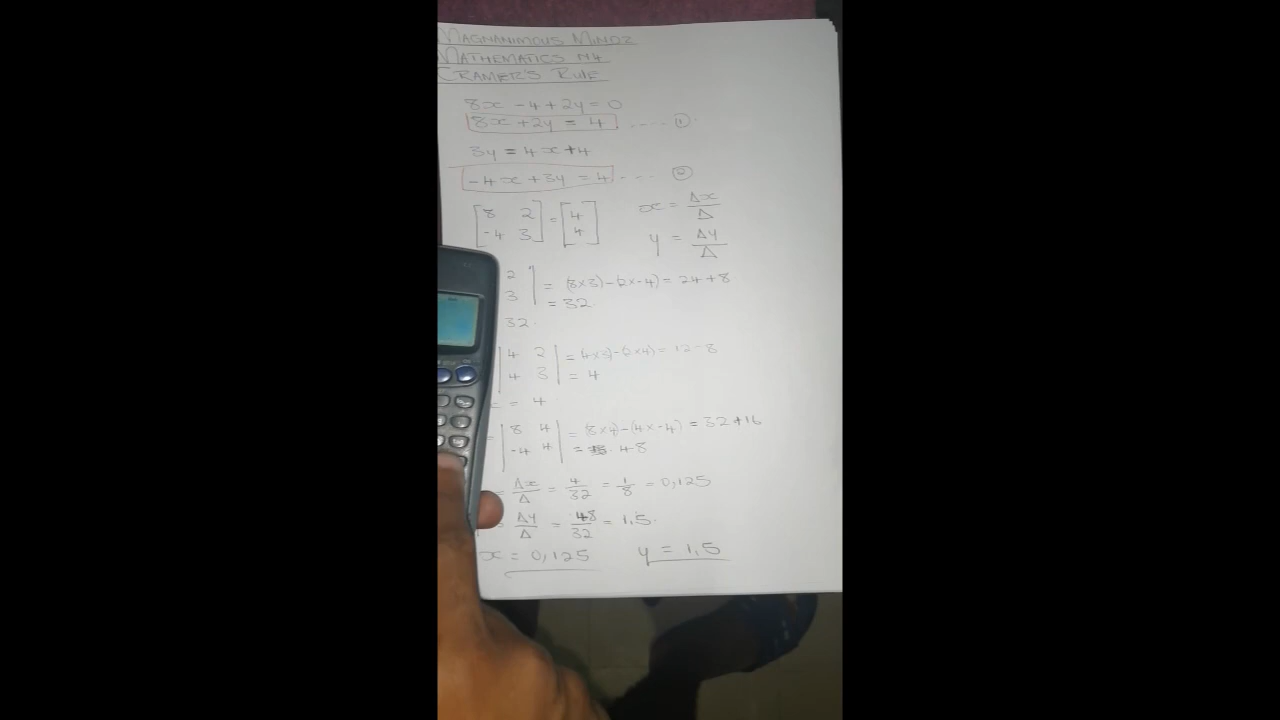 MAGNANIMOUS MINDZ
MATHEMATICS N4
CRAMER'S RULE
8x - 4 + 2y = 0
8x + 2y = 4 ..... ①
3y = 4x + 4
-4x + 3y = 4 .... ②
[8 2 -4 3] = [4 4]
x = Δx/Δ
y = Δy/Δ
2 3 | = (8×3)-(2×-4) = 24+8
= 32.
32.
|4 2 4 3| = (4×3)-(2×4) = 12-8
= 4
= 4
= |8 4 -4 4| = (8×4)-(4×-4) = 32+16
= 48
= Δx/Δ = 4/32 = 1/8 = 0,125
= Δy/Δ = 48/32 = 1,5.
x = 0,125 y = 1,5